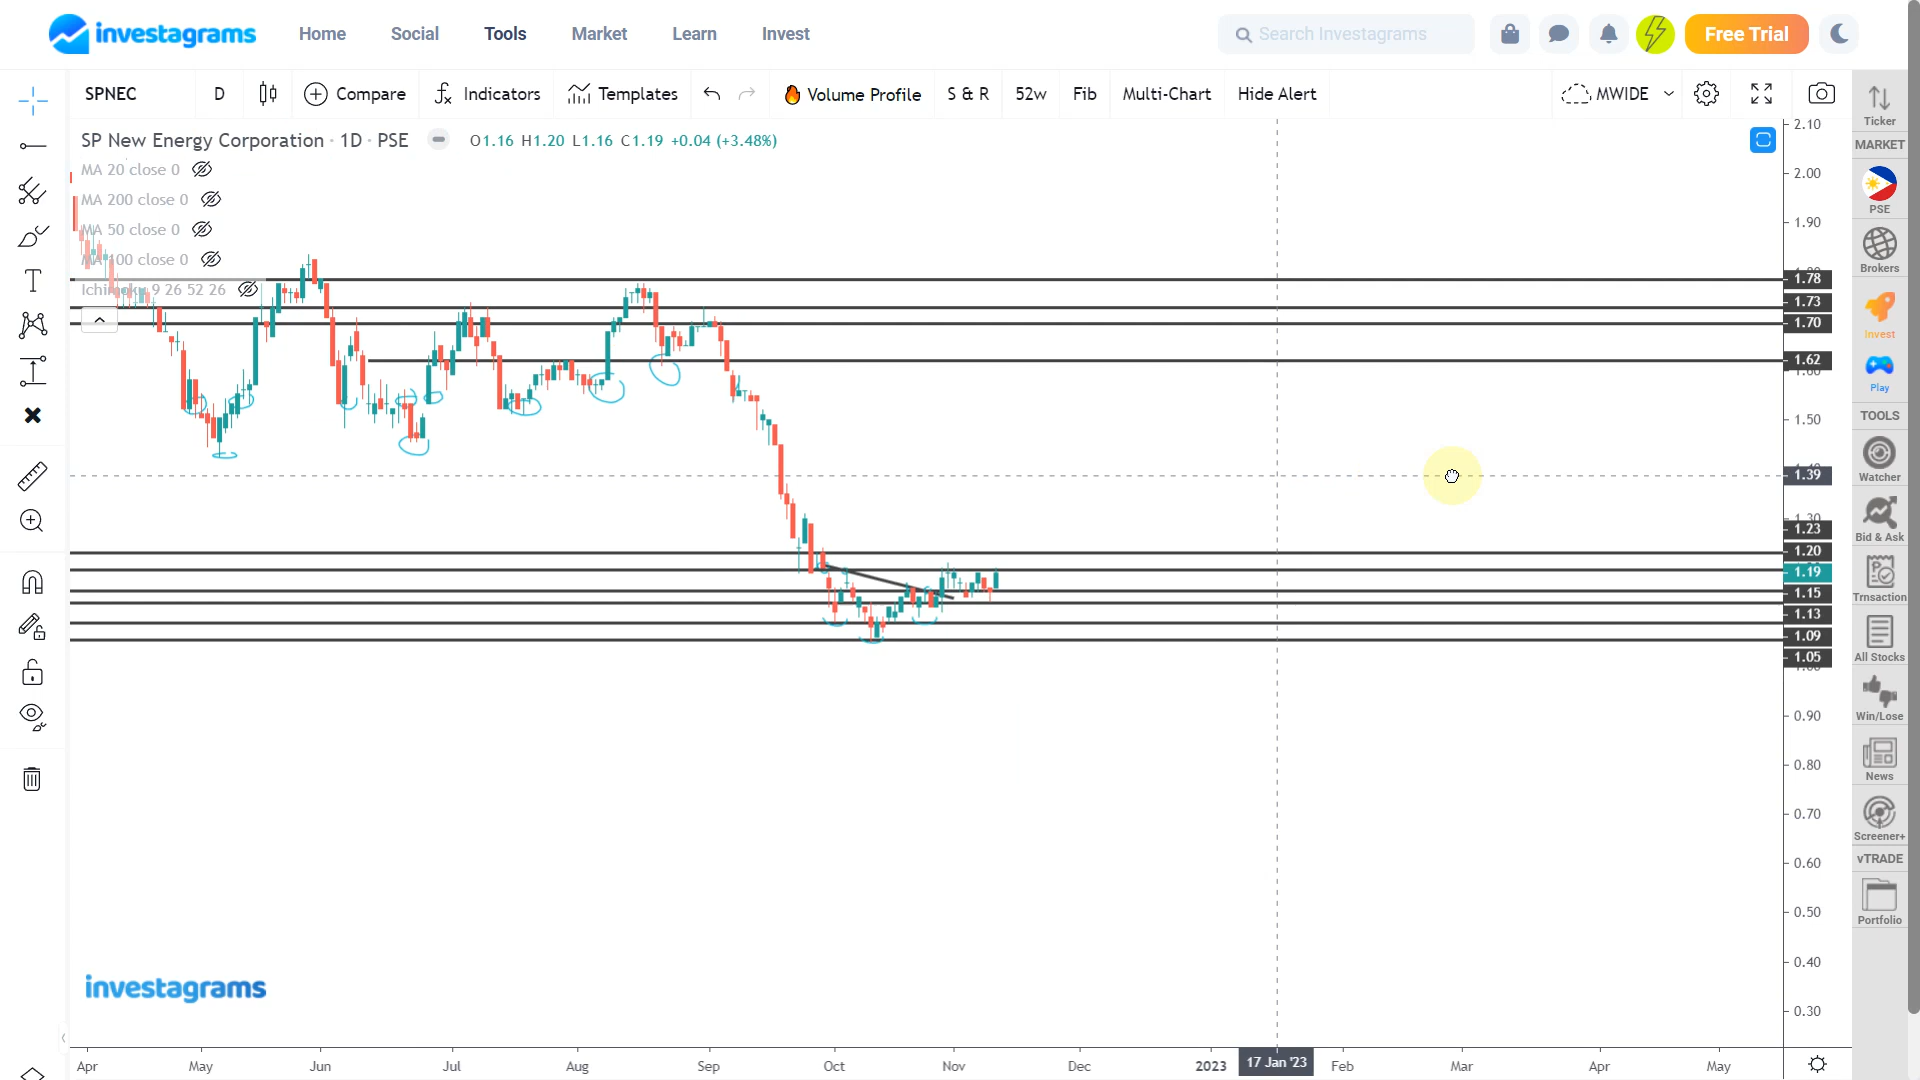 investagrams
Home
Social
Tools
Market
Learn
Invest
Search Investagrams
Free Trial
SPNEC
D
Compare
Indicators
Templates
Volume Profile
S & R
52w
Fib
Multi-Chart
Hide Alert
MWIDE
SP New Energy Corporation · 1D · PSE
O1.16 H1.20 L1.16 C1.19 +0.04 (+3.48%)
MA 20 close 0
MA 200 close 0
MA 50 close 0
MA 100 close 0
Ichimoku 9 26 52 26
2.10
2.00
1.90
1.78
1.73
1.70
1.62
1.50
1.39
1.30
1.23
1.20
1.19
1.15
1.13
1.09
1.05
0.90
0.80
0.70
0.60
0.50
0.40
0.30
investagrams
Apr
May
Jun
Jul
Aug
Sep
Oct
Nov
Dec
2023
17 Jan '23
Feb
Mar
Apr
May
Ticker
MARKET
PSE
Brokers
Invest
Play
TOOLS
Watcher
Bid & Ask
Trnsaction
All Stocks
Win/Lose
News
Screener+
vTRADE
Portfolio